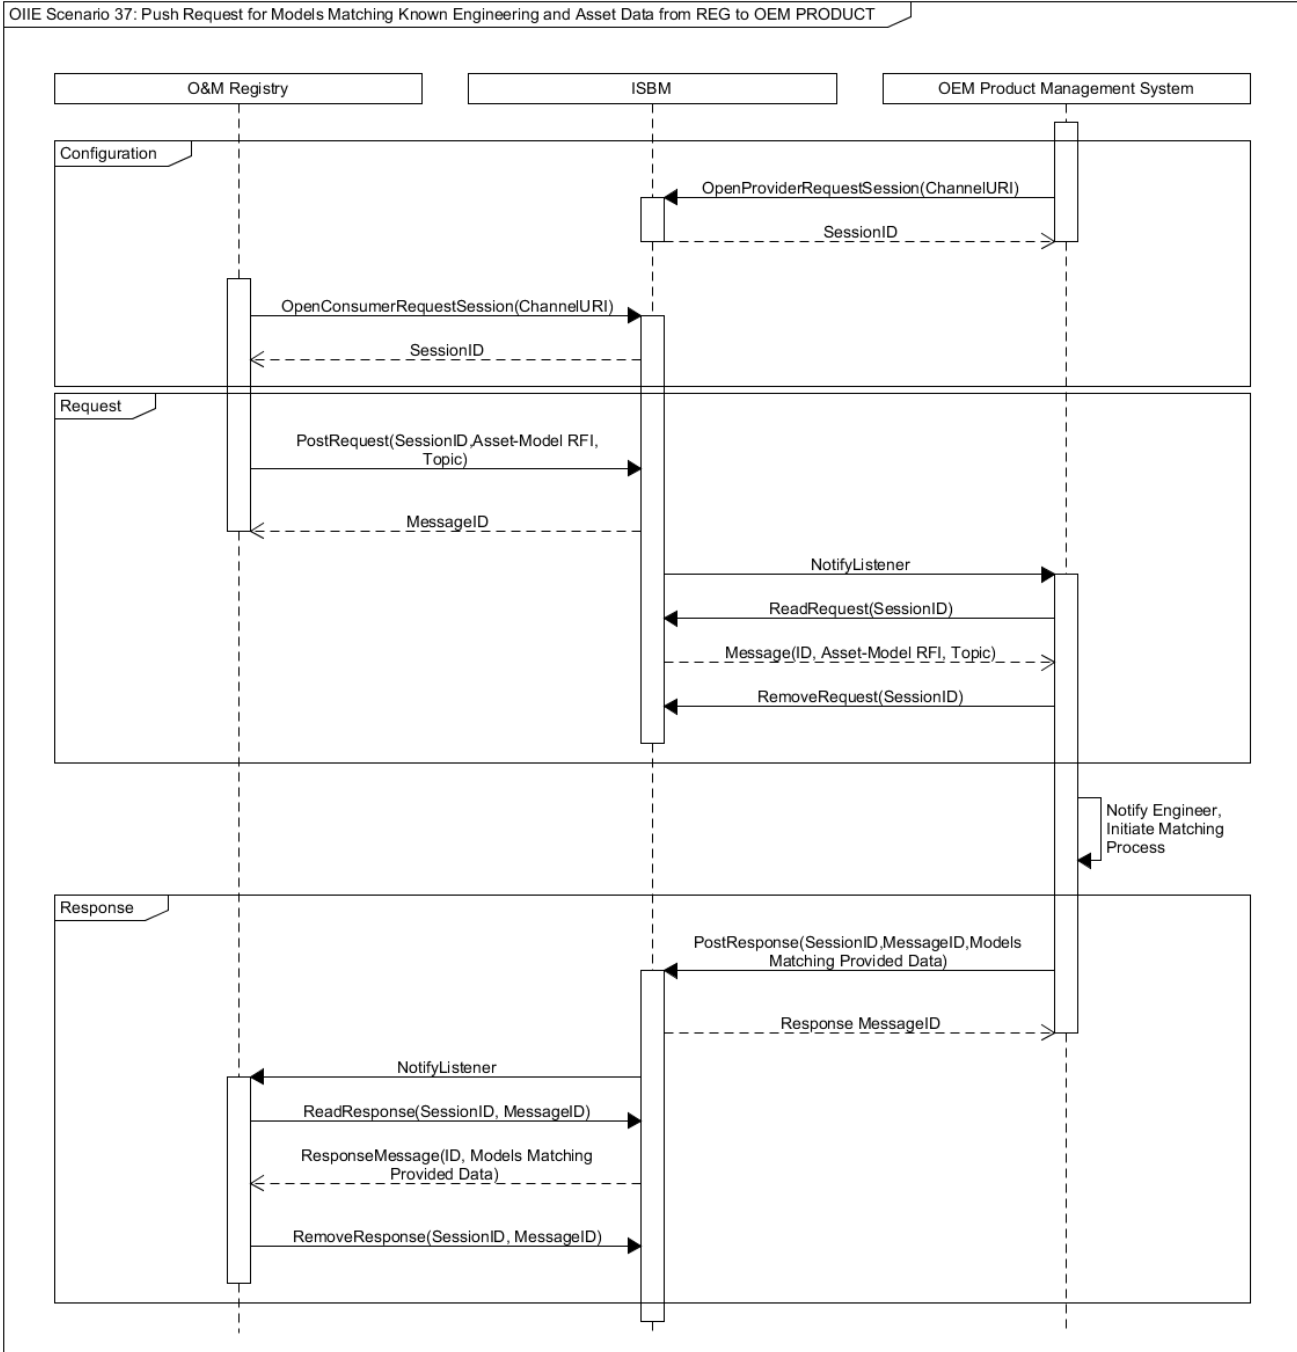 OIIE Scenario 37: Push Request for Models Matching Known Engineering and Asset Data from REG to OEM PRODUCT
O&M Registry
ISBM
OEM Product Management System
Configuration
OpenProviderRequestSession(ChannelURI)
SessionID
OpenConsumerRequestSession(ChannelURI)
SessionID
Request
PostRequest(SessionID,Asset-Model RFI,
Topic)
MessageID
NotifyListener
ReadRequest(SessionID)
Message(ID, Asset-Model RFI, Topic)
RemoveRequest(SessionID)
Notify Engineer,
Initiate Matching
Process
Response
PostResponse(SessionID,MessageID,Models
Matching Provided Data)
Response MessageID
NotifyListener
ReadResponse(SessionID, MessageID)
ResponseMessage(ID, Models Matching
Provided Data)
RemoveResponse(SessionID, MessageID)